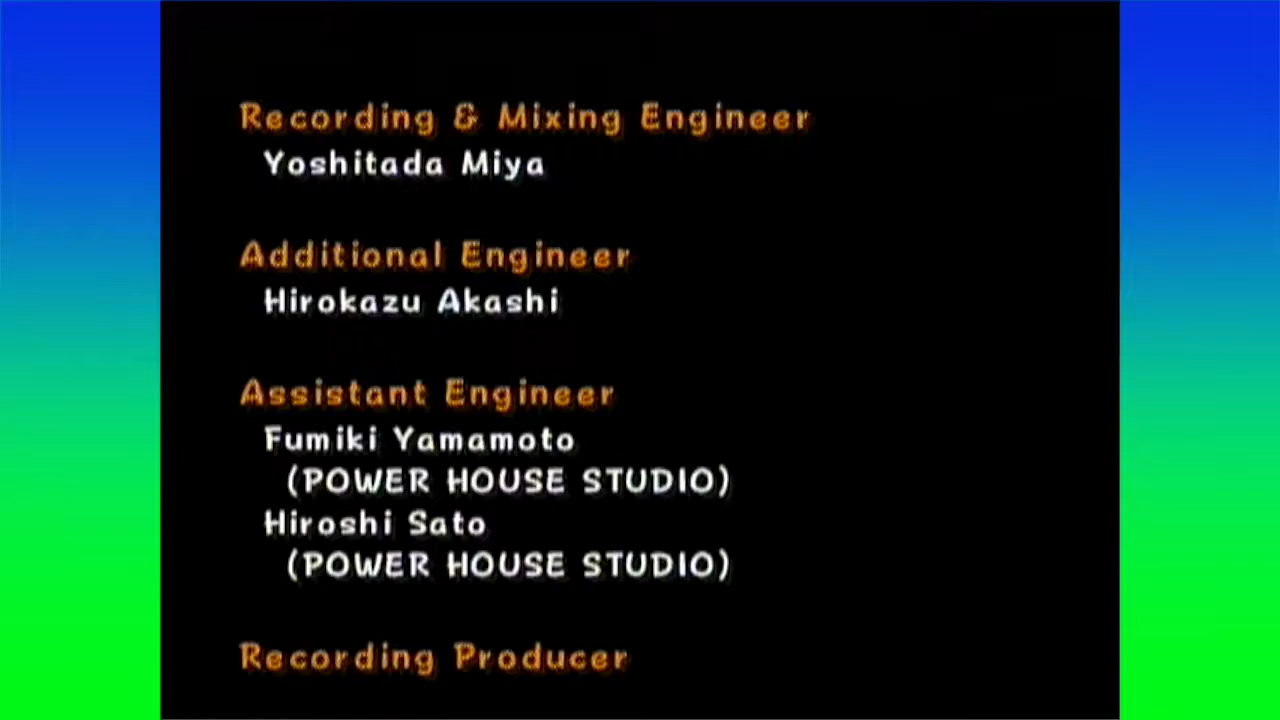 Recording & Mixing Engineer
Yoshitada Miya
Additional Engineer
Hirokazu Akashi
Assistant Engineer
Fumiki Yamamoto
(POWER HOUSE STUDIO)
Hiroshi Sato
(POWER HOUSE STUDIO)
Recording Producer